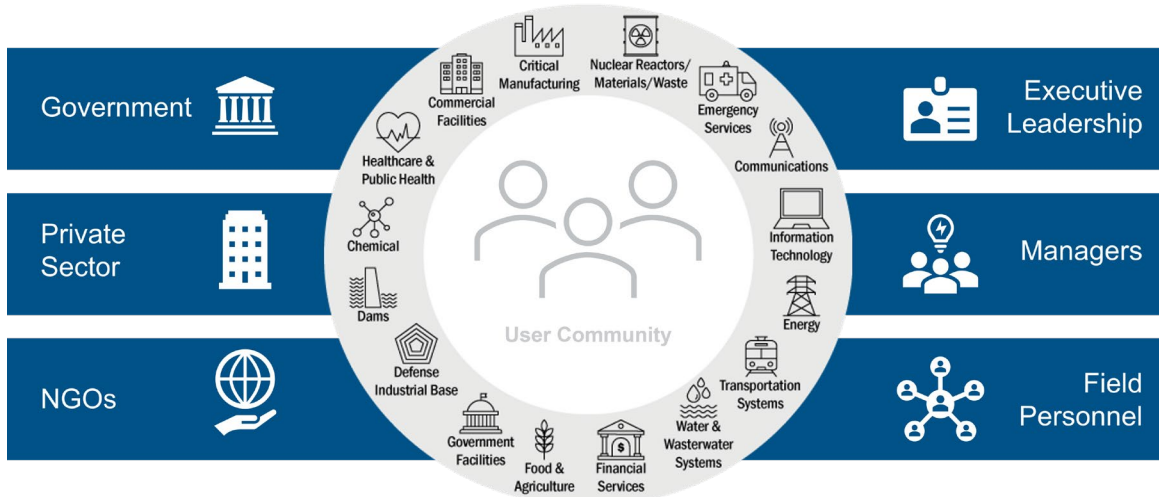 Government
Private
Sector
NGOs
Critical
Manufacturing
Nuclear Reactors/
Materials/Waste
Emergency
Services
Communications
Information
Technology
Energy
Transportation
Systems
Water &
Wasterwater
Systems
Financial
Services
Food &
Agriculture
Government
Facilities
Defense
Industrial Base
Dams
Chemical
Healthcare &
Public Health
Commercial
Facilities
$
User Community
Executive
Leadership
Managers
Field
Personnel